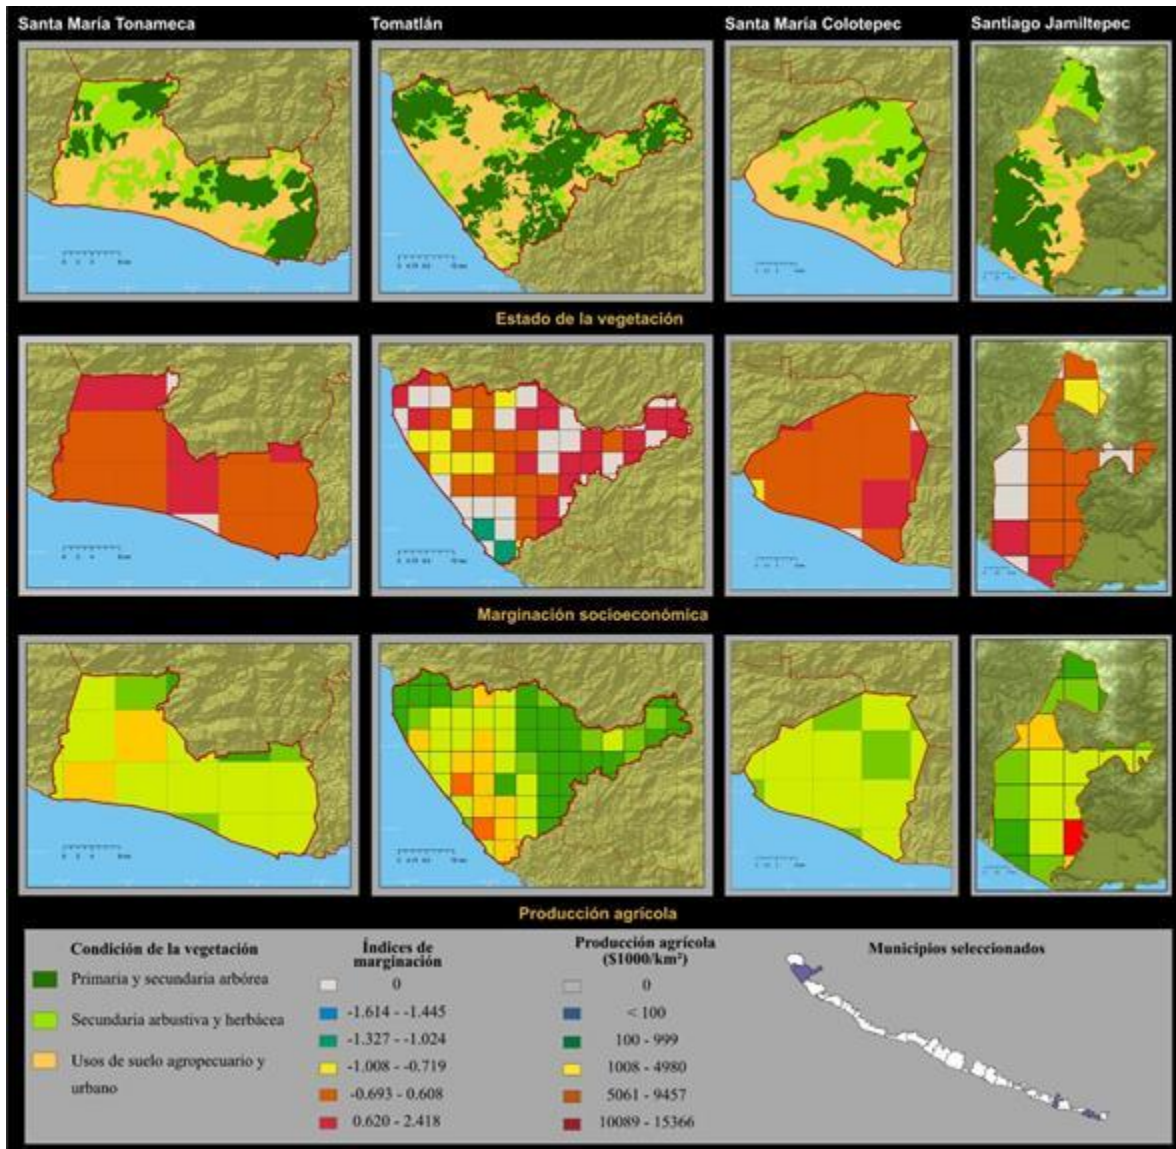 Santa María Tonameca
Tomatlán
Santa María Colotepec
Santiago Jamiltepec
Estado de la vegetación
Marginación socioeconómica
Producción agrícola
Condición de la vegetación
Primaria y secundaria arbórea
Secundaria arbustiva y herbácea
Usos de suelo agropecuario y
urbano
Índices de
marginación
0
-1.614 - -1.445
-1.327 - -1.024
-1.008 - -0.719
-0.693 - 0.608
0.620 - 2.418
Producción agrícola
($1000/km²)
0
< 100
100 - 999
1008 - 4980
5061 - 9457
10089 - 15366
Municipios seleccionados